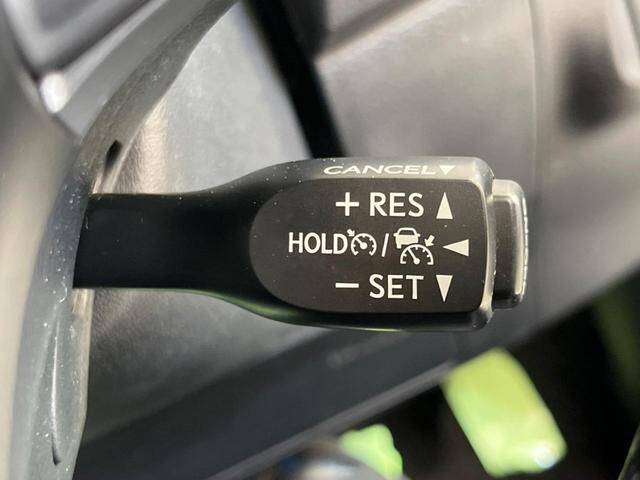 CANCEL▼
+ RES ▲
HOLD / ◀
− SET ▼